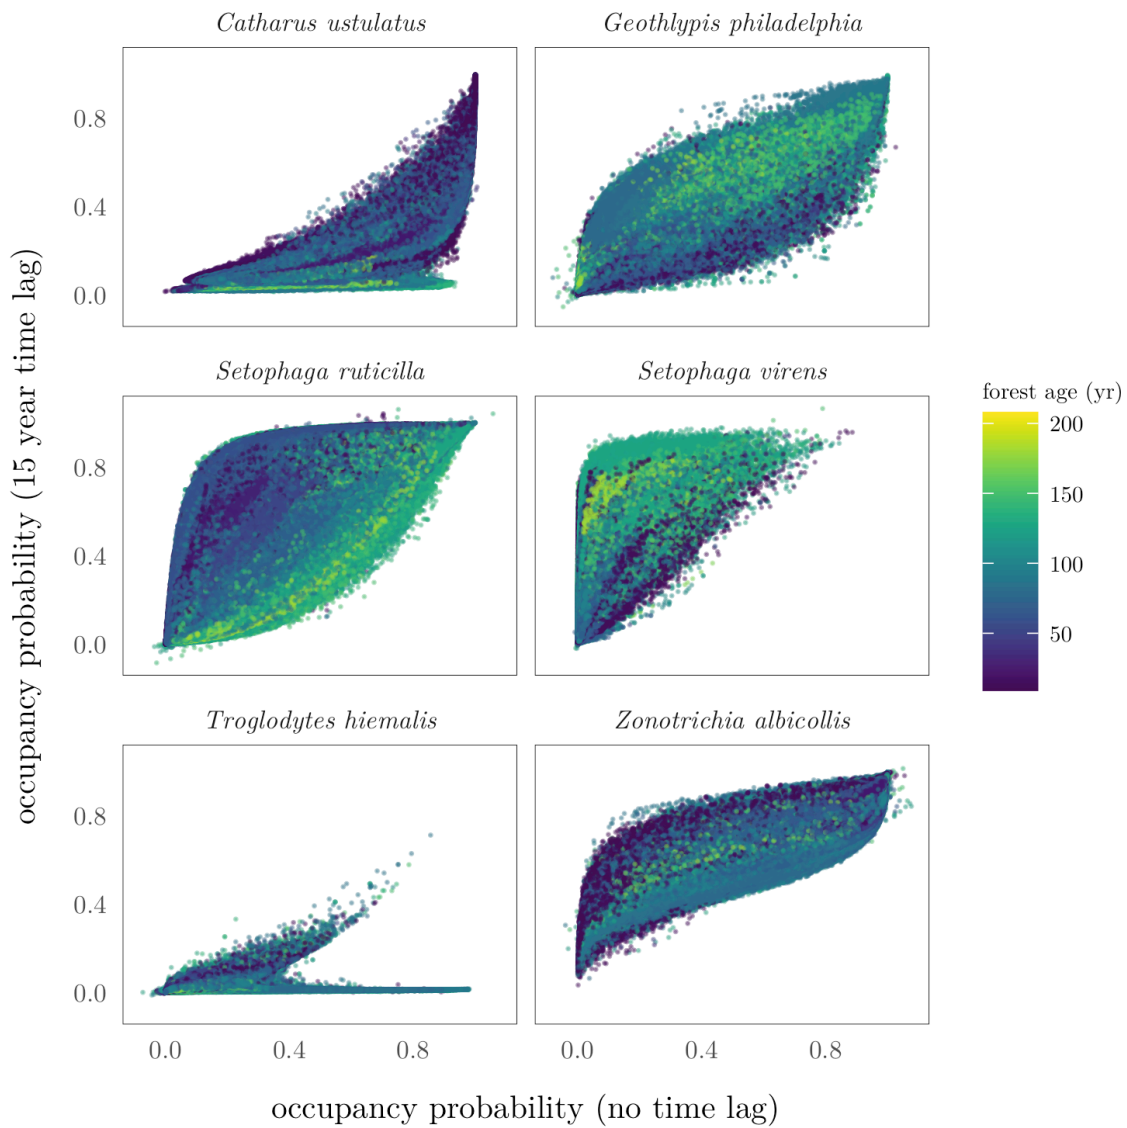 Catharus ustulatus
Geothlypis philadelphia
0.8
0.4
0.0
Setophaga ruticilla
Setophaga virens
0.8
0.4
0.0
Troglodytes hiemalis
Zonotrichia albicollis
0.8
0.4
0.0
0.0 0.4 0.8
0.0 0.4 0.8
occupancy probability (no time lag)
occupancy probability (15 year time lag)
forest age (yr)
200
150
100
50